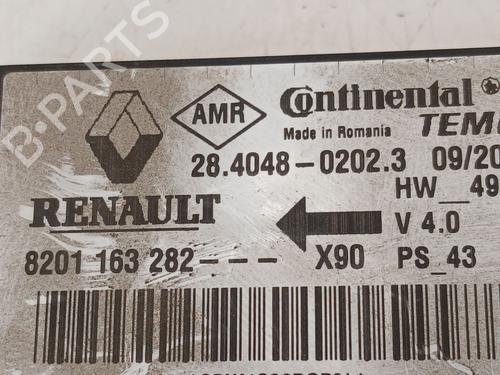 B-PARTS
AMR
Continental
Made in Romania
TEM
28.4048-0202.3 09/20
HW_49
RENAULT
V 4.0
8201 163 282--- X90 PS_43